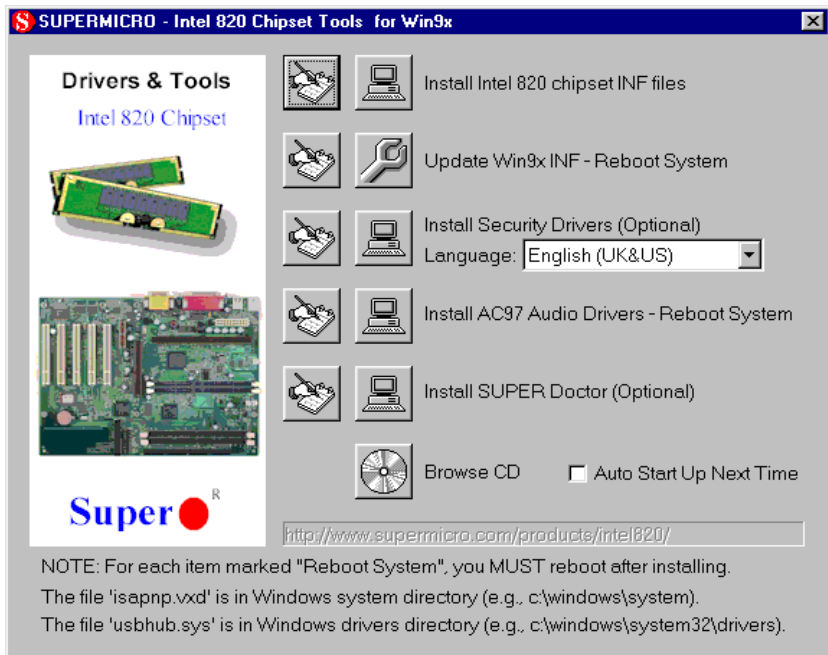 SUPERMICRO - Intel 820 Chipset Tools for Win9x
Drivers & Tools
Intel 820 Chipset
Super
R
Install Intel 820 chipset INF files
Update Win9x INF - Reboot System
Install Security Drivers (Optional)
Language: English (UK&US)
Install AC97 Audio Drivers - Reboot System
Install SUPER Doctor (Optional)
Browse CD
Auto Start Up Next Time
http://www.supermicro.com/products/intel820/
NOTE: For each item marked "Reboot System", you MUST reboot after installing.
The file 'isapnp.vxd' is in Windows system directory (e.g., c:\windows\system).
The file 'usbhub.sys' is in Windows drivers directory (e.g., c:\windows\system32\drivers).